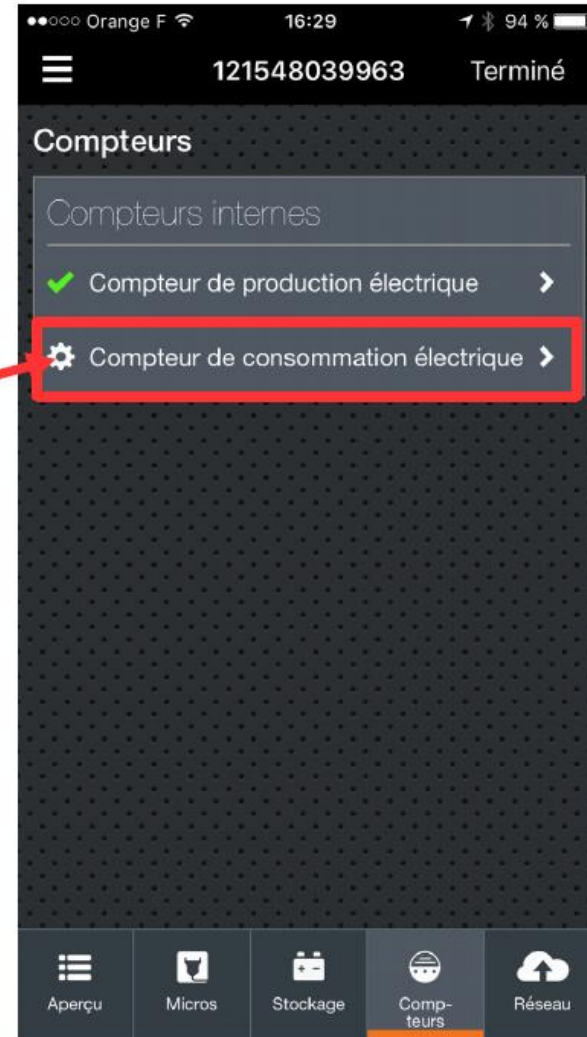 Orange F 16:29 94 %
121548039963 Terminé
Compteurs
Compteurs internes
Compteur de production électrique
Compteur de consommation électrique
Aperçu Micros Stockage Comp-
teurs Réseau